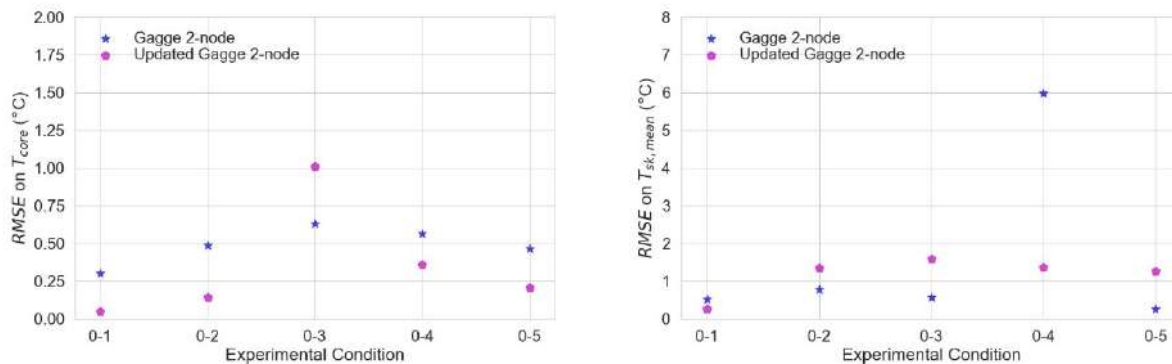 2.00
1.75
1.50
1.25
1.00
0.75
0.50
0.25
0.00
RMSE on T_core (°C)
Gagge 2-node
Updated Gagge 2-node
0-1 0-2 0-3 0-4 0-5
Experimental Condition
8
7
6
5
4
3
2
1
0
RMSE on T_sk,mean (°C)
Gagge 2-node
Updated Gagge 2-node
0-1 0-2 0-3 0-4 0-5
Experimental Condition